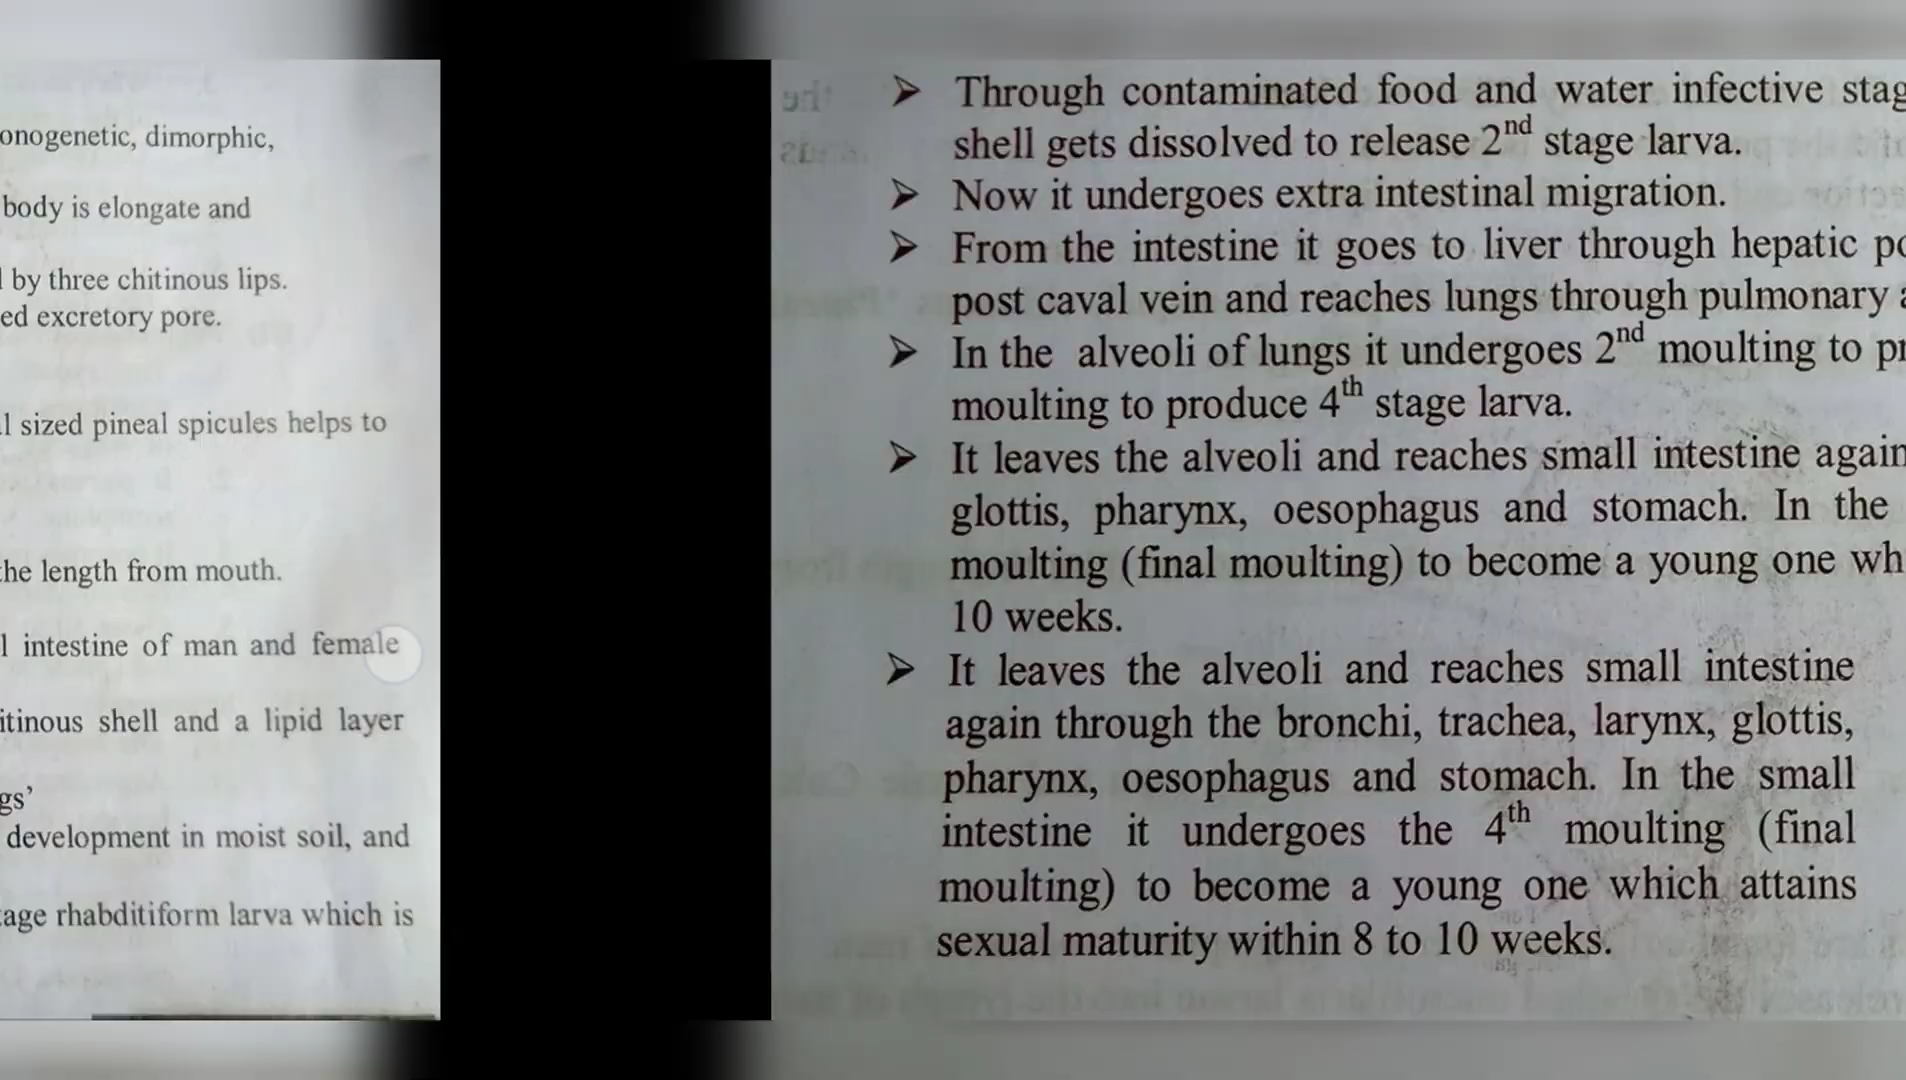 onogenetic, dimorphic,
body is elongate and
by three chitinous lips.
ed excretory pore.
sized pineal spicules helps to
he length from mouth.
intestine of man and female
itinous shell and a lipid layer
gs’
development in moist soil, and
age rhabditiform larva which is
➢ Through contaminated food and water infective stag
shell gets dissolved to release 2nd stage larva.
➢ Now it undergoes extra intestinal migration.
➢ From the intestine it goes to liver through hepatic po
post caval vein and reaches lungs through pulmonary a
➢ In the alveoli of lungs it undergoes 2nd moulting to pr
moulting to produce 4th stage larva.
➢ It leaves the alveoli and reaches small intestine again
glottis, pharynx, oesophagus and stomach. In the
moulting (final moulting) to become a young one wh
10 weeks.
➢ It leaves the alveoli and reaches small intestine
again through the bronchi, trachea, larynx, glottis,
pharynx, oesophagus and stomach. In the small
intestine it undergoes the 4th moulting (final
moulting) to become a young one which attains
sexual maturity within 8 to 10 weeks.